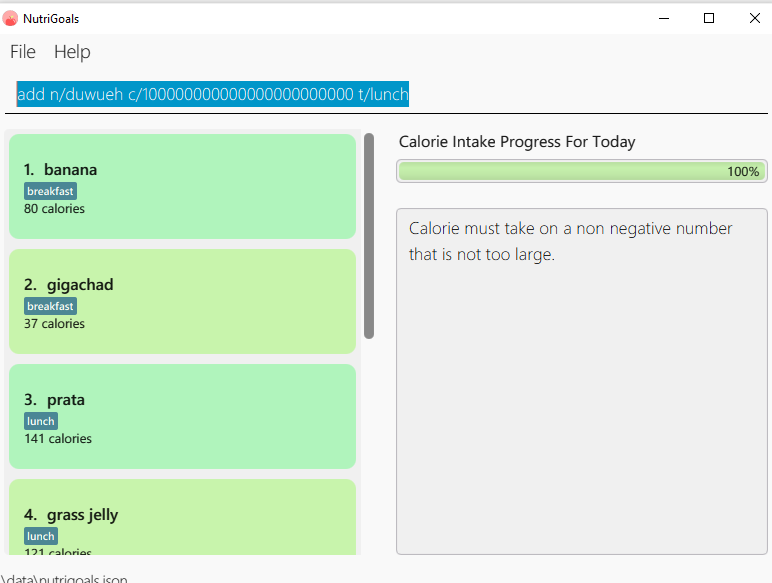 NutriGoals
File Help
add n/duwueh c/100000000000000000000000 t/lunch
1. banana
breakfast
80 calories
2. gigachad
breakfast
37 calories
3. prata
lunch
141 calories
4. grass jelly
lunch
121 calories
Calorie Intake Progress For Today
100%
Calorie must take on a non negative number
that is not too large.
\data\nutrigoals.json